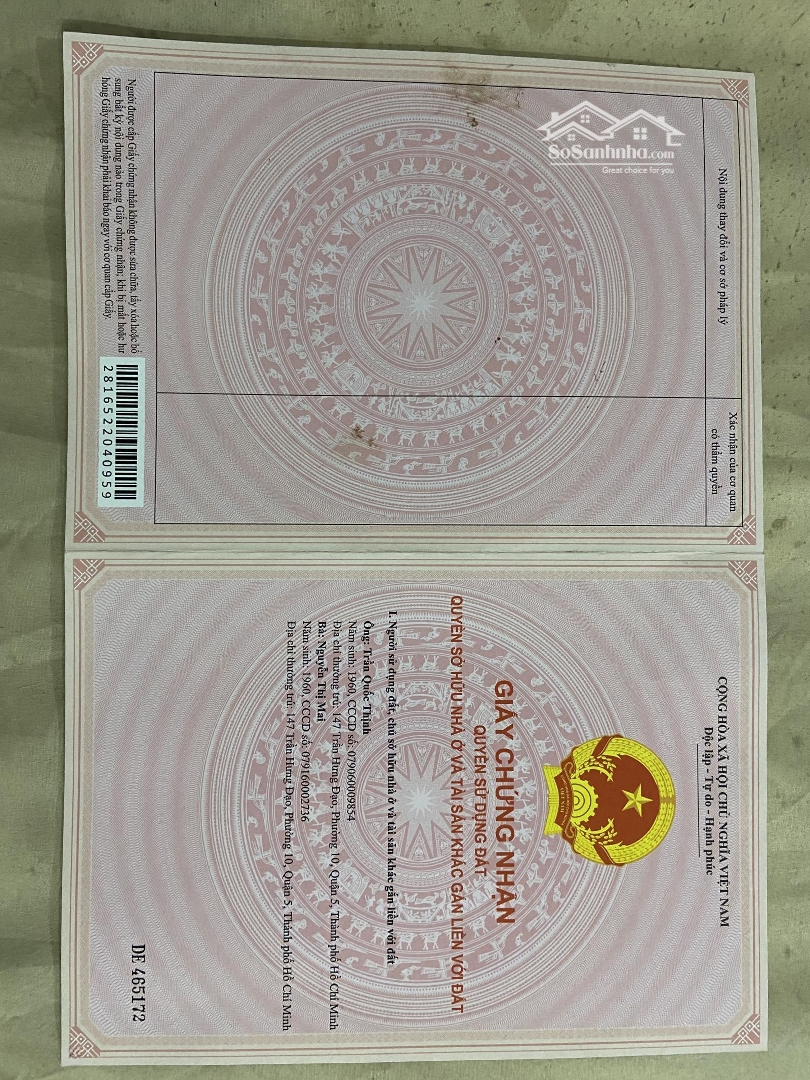 SoSanhnha.com
Great choice for you
Nội dung thay đổi và cơ sở pháp lý
Xác nhận của cơ quan
có thẩm quyền
Người được cấp Giấy chứng nhận không được sửa chữa, tẩy xóa hoặc bổ
sung bất kỳ nội dung nào trong Giấy chứng nhận; khi bị mất hoặc hư
hỏng Giấy chứng nhận phải khai báo ngay với cơ quan cấp Giấy.
2816522040959
CỘNG HÒA XÃ HỘI CHỦ NGHĨA VIỆT NAM
Độc lập - Tự do - Hạnh phúc
GIẤY CHỨNG NHẬN
QUYỀN SỬ DỤNG ĐẤT
QUYỀN SỞ HỮU NHÀ Ở VÀ TÀI SẢN KHÁC GẮN LIỀN VỚI ĐẤT
I. Người sử dụng đất, chủ sở hữu nhà ở và tài sản khác gắn liền với đất
Ông: Trần Quốc Thịnh
Năm sinh: 1960, CCCD số: 079060009854
Địa chỉ thường trú: 147 Trần Hưng Đạo, Phường 10, Quận 5, Thành phố Hồ Chí Minh
Bà: Nguyễn Thị Mai
Năm sinh: 1960, CCCD số: 079160002736
Địa chỉ thường trú: 147 Trần Hưng Đạo, Phường 10, Quận 5, Thành phố Hồ Chí Minh
DE 465172